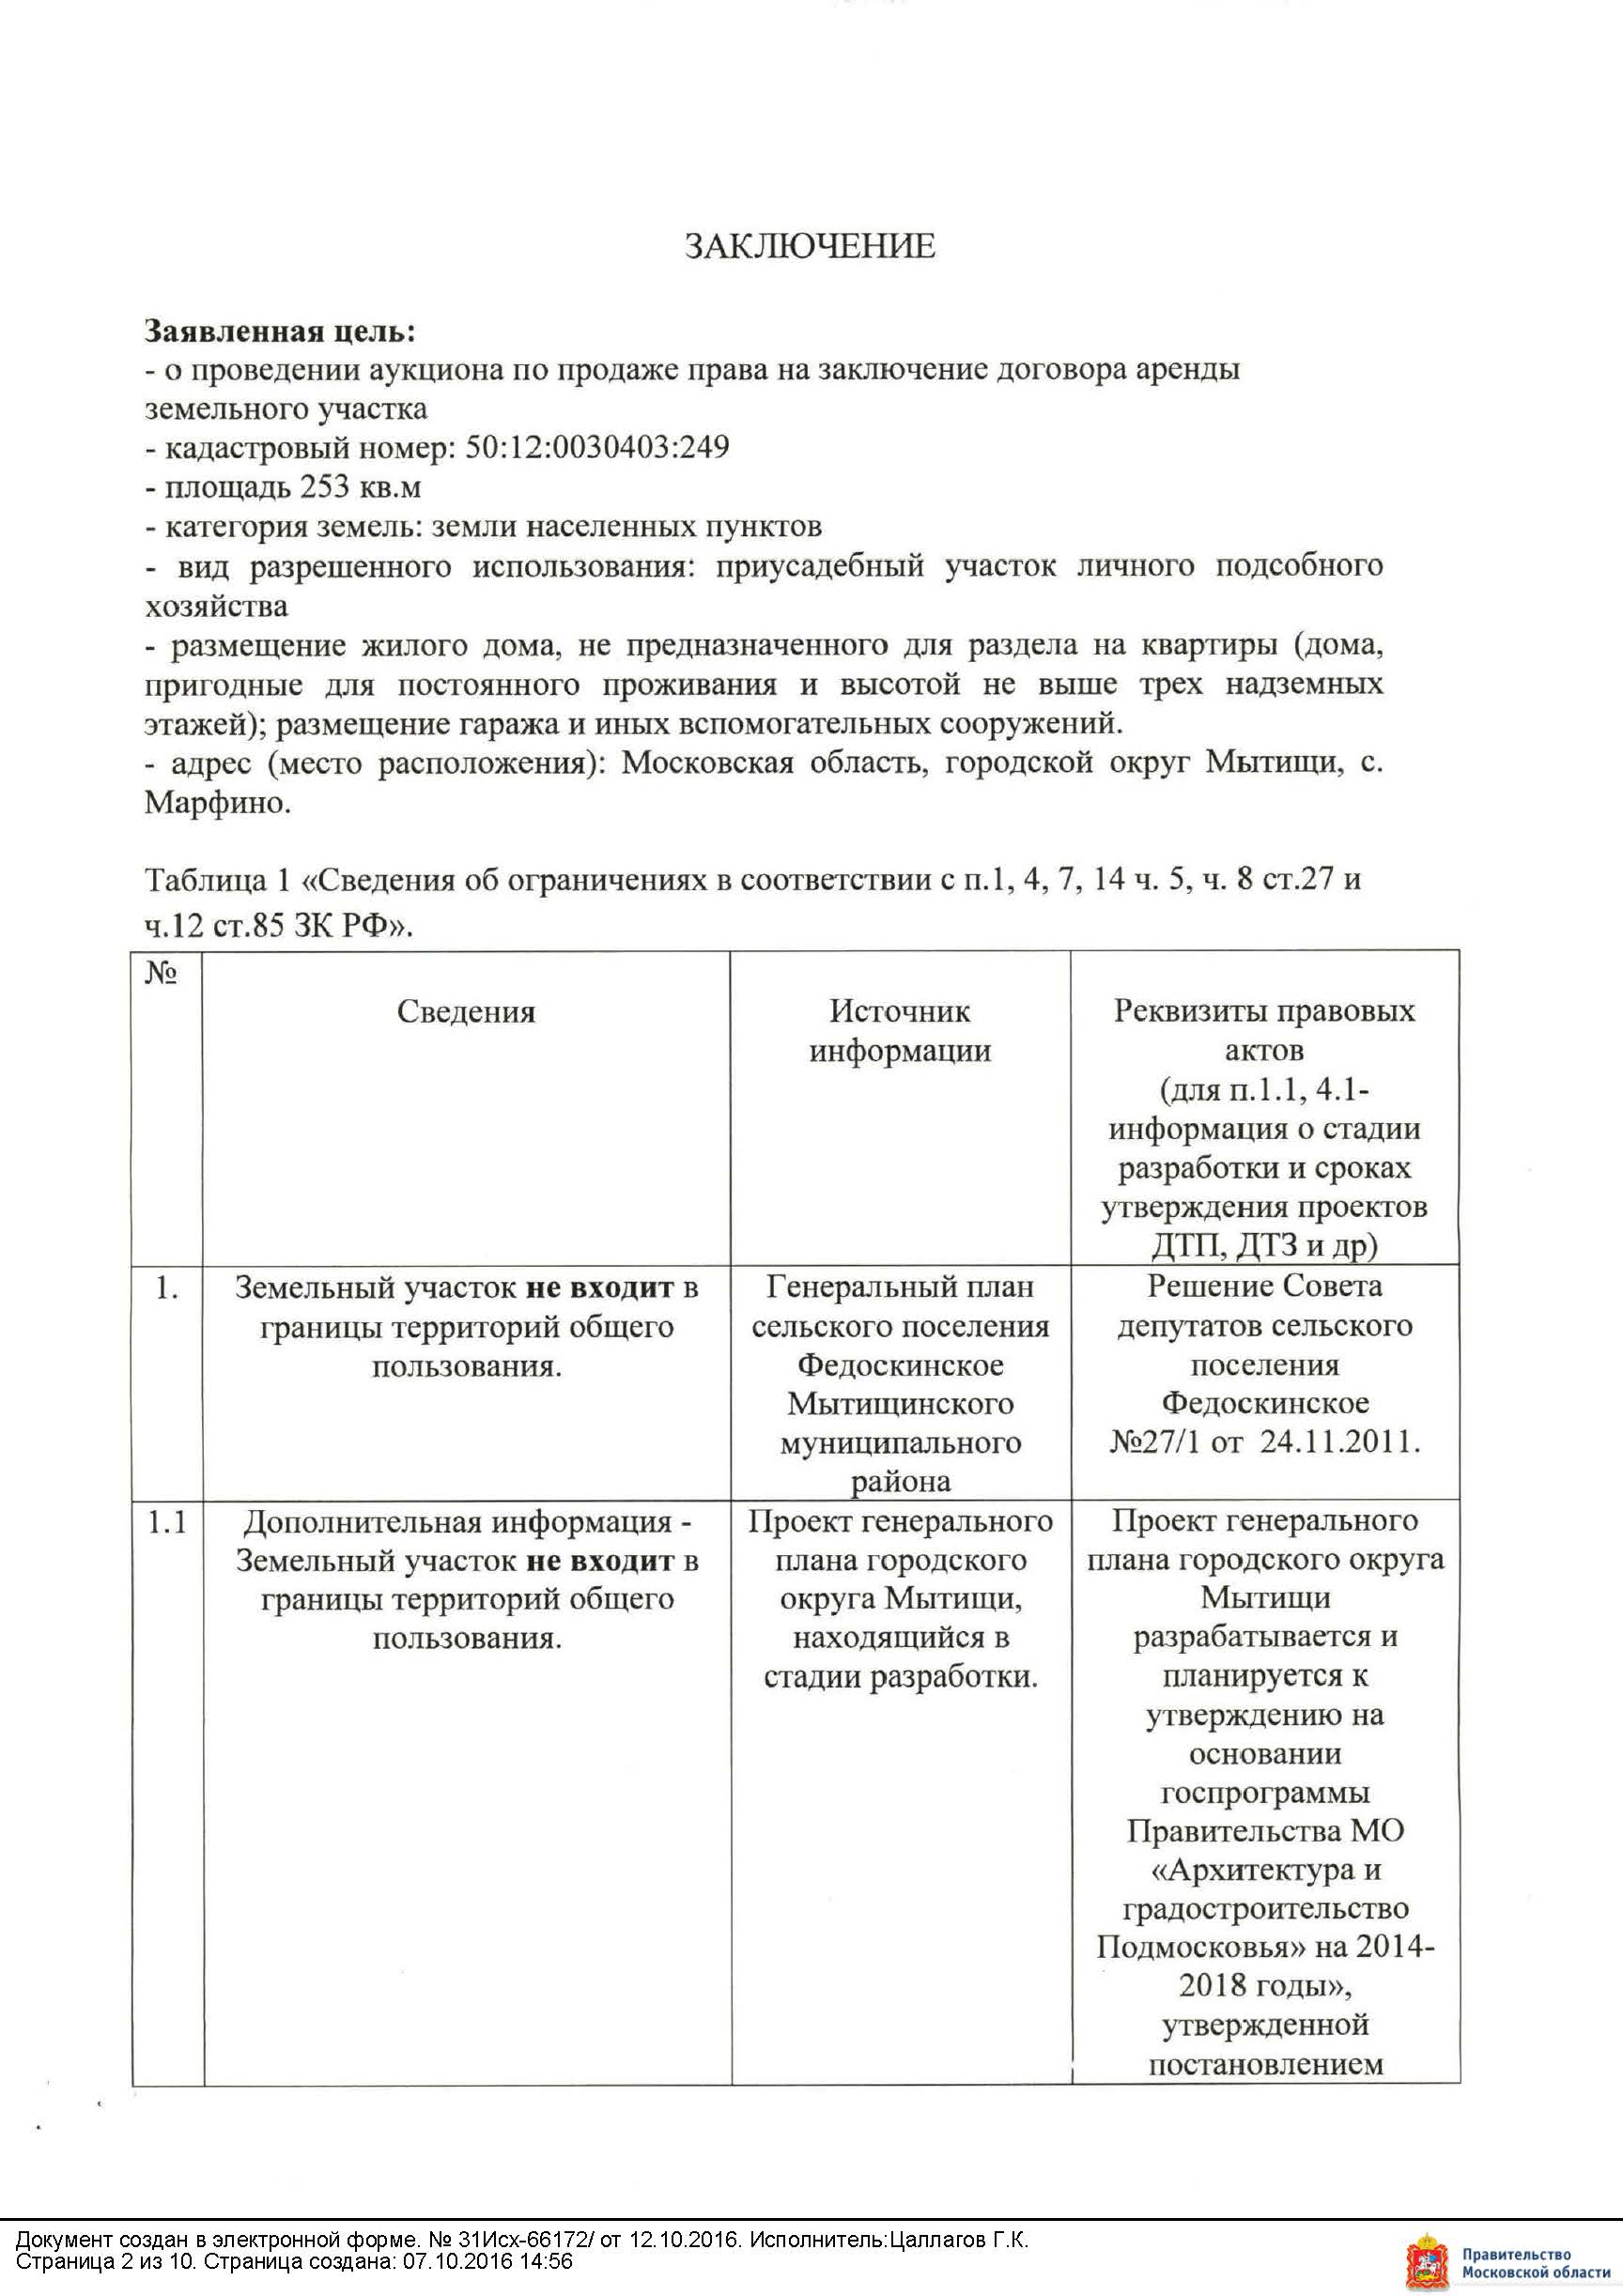 ЗАКЛЮЧЕНИЕ
Заявленная цель:
- о проведении аукциона по продаже права на заключение договора аренды
земельного участка
- кадастровый номер: 50:12:0030403:249
- площадь 253 кв.м
- категория земель: земли населенных пунктов
- вид разрешенного использования: приусадебный участок личного подсобного
хозяйства
- размещение жилого дома, не предназначенного для раздела на квартиры (дома,
пригодные для постоянного проживания и высотой не выше трех надземных
этажей); размещение гаража и иных вспомогательных сооружений.
- адрес (место расположения): Московская область, городской округ Мытищи, с.
Марфино.
Таблица 1 «Сведения об ограничениях в соответствии с п.1, 4, 7, 14 ч. 5, ч. 8 ст.27 и
ч.12 ст.85 ЗК РФ».
№
Сведения
Источник
информации
Реквизиты правовых
актов
(для п.1.1, 4.1-
информация о стадии
разработки и сроках
утверждения проектов
ДТП, ДТЗ и др)
1.
Земельный участок не входит в
границы территорий общего
пользования.
Генеральный план
сельского поселения
Федоскинское
Мытищинского
муниципального
района
Решение Совета
депутатов сельского
поселения
Федоскинское
№27/1 от 24.11.2011.
1.1
Дополнительная информация -
Земельный участок не входит в
границы территорий общего
пользования.
Проект генерального
плана городского
округа Мытищи,
находящийся в
стадии разработки.
Проект генерального
плана городского округа
Мытищи
разрабатывается и
планируется к
утверждению на
основании
госпрограммы
Правительства МО
«Архитектура и
градостроительство
Подмосковья» на 2014-
2018 годы»,
утвержденной
постановлением
Документ создан в электронной форме. № 31Исх-66172/ от 12.10.2016. Исполнитель:Цаллагов Г.К.
Страница 2 из 10. Страница создана: 07.10.2016 14:56
Правительство
Московской области